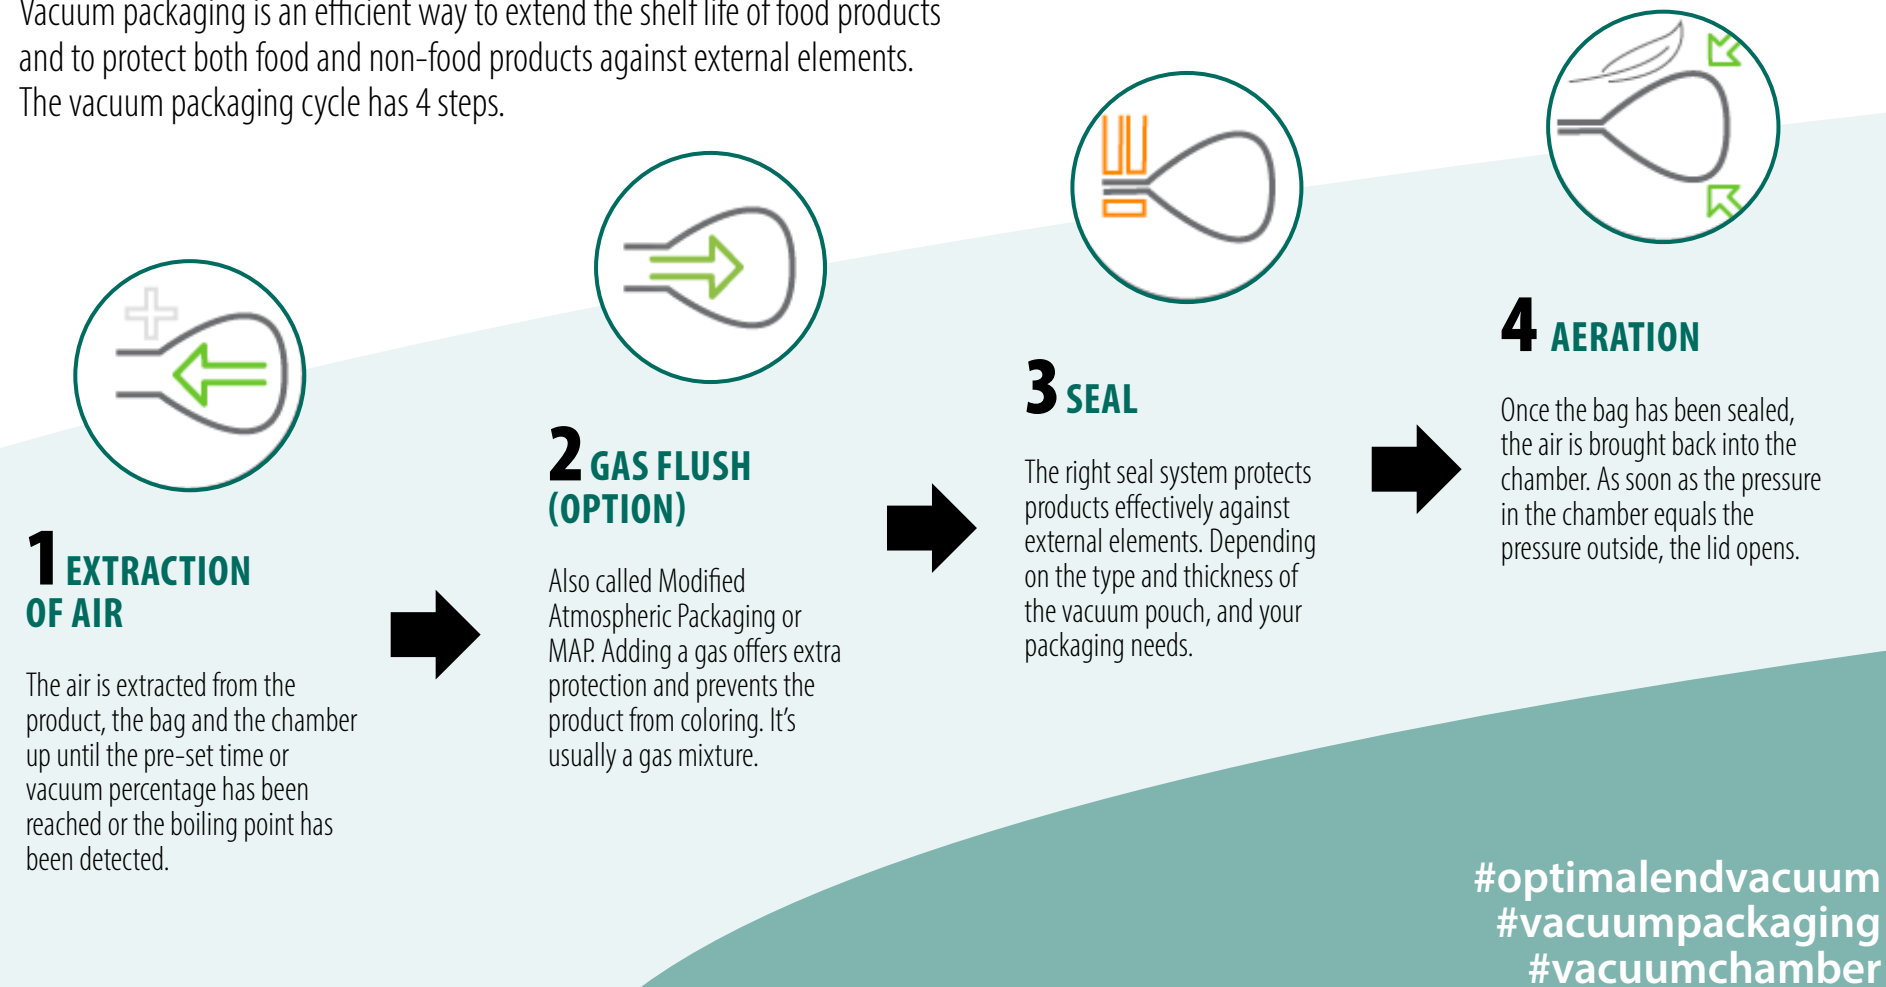 Vacuum packaging is an efficient way to extend the shelf life of food products
and to protect both food and non-food products against external elements.
The vacuum packaging cycle has 4 steps.
1 EXTRACTION
OF AIR
The air is extracted from the
product, the bag and the chamber
up until the pre-set time or
vacuum percentage has been
reached or the boiling point has
been detected.
2 GAS FLUSH
(OPTION)
Also called Modified
Atmospheric Packaging or
MAP. Adding a gas offers extra
protection and prevents the
product from coloring. It's
usually a gas mixture.
3 SEAL
The right seal system protects
products effectively against
external elements. Depending
on the type and thickness of
the vacuum pouch, and your
packaging needs.
4 AERATION
Once the bag has been sealed,
the air is brought back into the
chamber. As soon as the pressure
in the chamber equals the
pressure outside, the lid opens.
#optimalendvacuum
#vacuumpackaging
#vacuumchamber